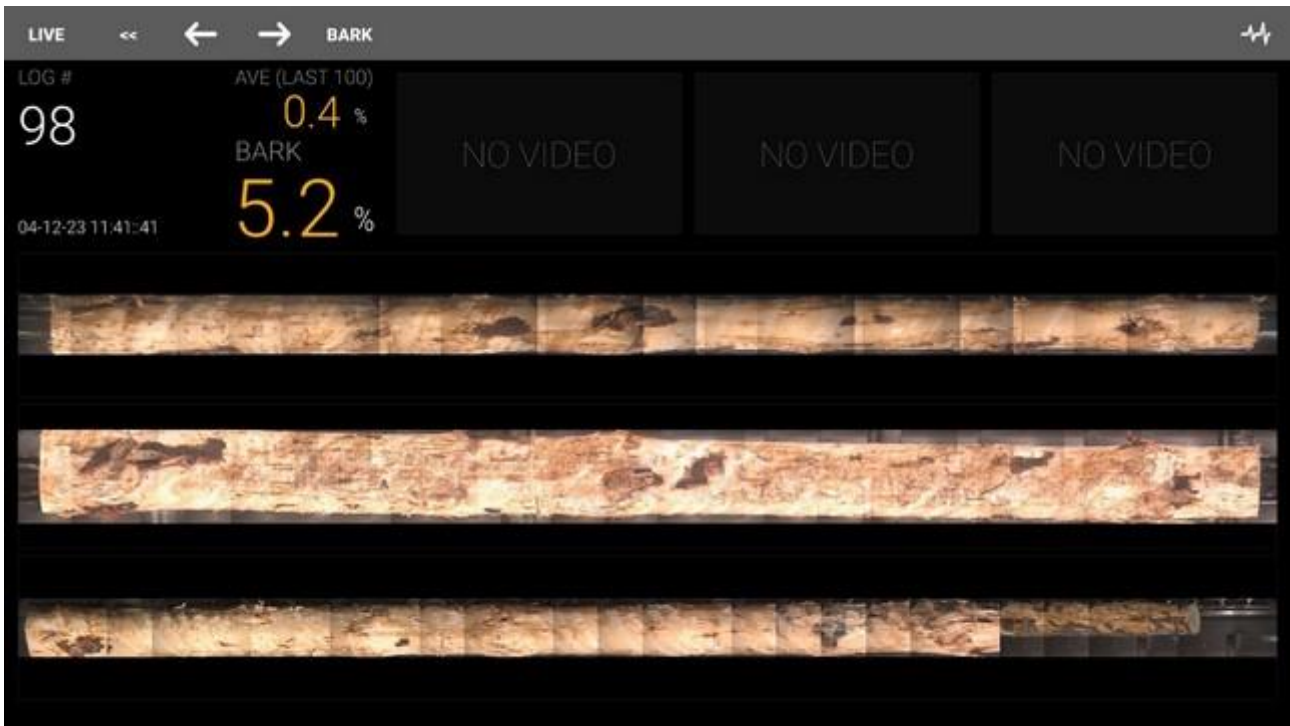 LIVE << ← → BARK
LOG #
98
04-12-23 11:41:41
AVE (LAST 100)
0.4 %
BARK
5.2 %
NO VIDEO
NO VIDEO
NO VIDEO